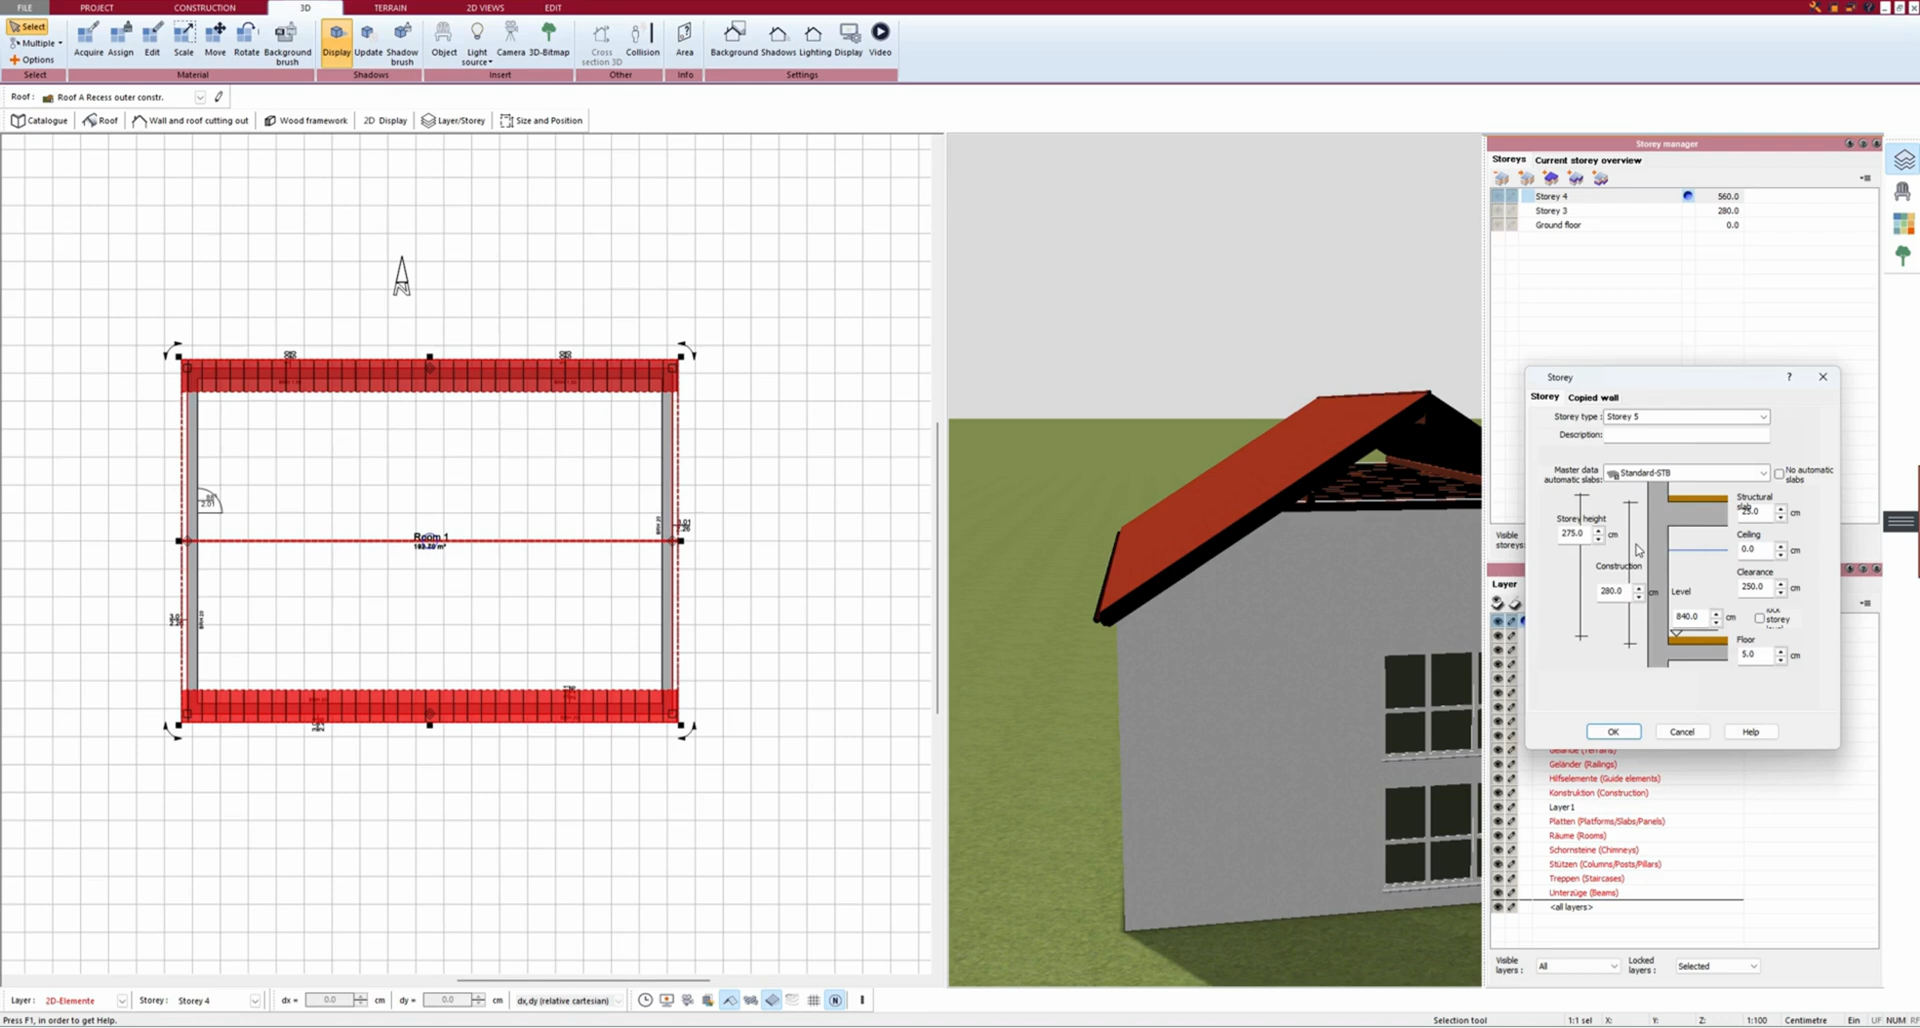 FILE PROJECT CONSTRUCTION 3D TERRAIN 2D VIEWS EDIT
Select
Multiple
Options
Select
Acquire Assign Edit Scale Move Rotate Background brush
Material
Display Update Shadow brush
Shadows
Object Light source Camera 3D-Bitmap
Insert
Cross section 3D Collision
Other
Area
Info
Background Shadows Lighting Display Video
Settings
Roof : Roof A Recess outer constr.
Catalogue Roof Wall and roof cutting out Wood framework 2D Display Layer/Storey Size and Position
Room 1
Storey manager
Storeys Current storey overview
Storey 4 560.0
Storey 3 280.0
Ground floor 0.0
Visible storeys:
Layer
Storey ?
Storey Copied wall
Storey type : Storey 5
Description:
Master data automatic slabs: Standard-STB No automatic slabs
Structural
25.0 cm
Storey height
275.0 cm
Ceiling
0.0 cm
Construction
280.0 cm
Clearance
250.0 cm
Level
840.0 cm
storey
Floor
5.0 cm
OK Cancel Help
Gelände (Terrains)
Geländer (Railings)
Hilfselemente (Guide elements)
Konstruktion (Construction)
Layer1
Platten (Platforms/Slabs/Panels)
Räume (Rooms)
Schornsteine (Chimneys)
Stützen (Columns/Posts/Pillars)
Treppen (Staircases)
Unterzüge (Beams)
<all layers>
Visible layers : All Locked layers : Selected
Layer : 2D-Elemente Storey : Storey 4 dx = 0.0 cm dy = 0.0 cm dx,dy (relative cartesian)
Press F1, in order to get Help. Selection tool 1:1 sel X: Y: Z: 1:100 Centimetre Ein UF NUM RF